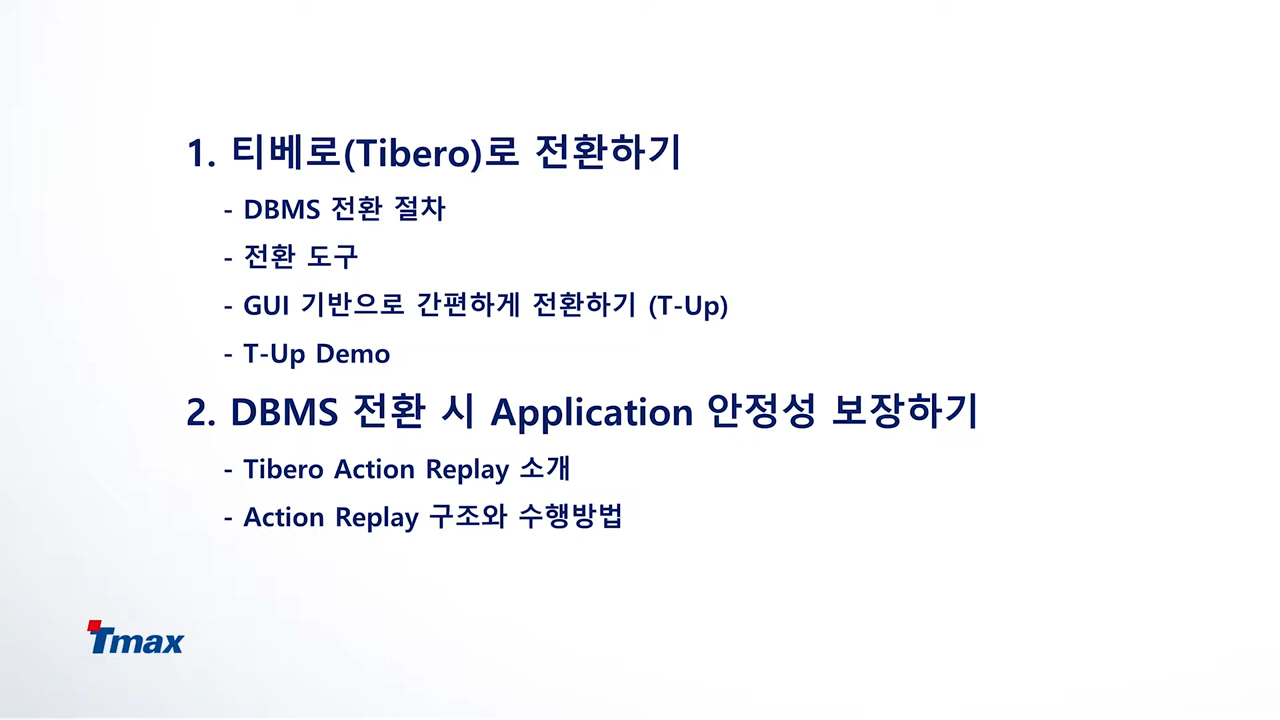 1. 티베로(Tibero)로 전환하기
- DBMS 전환 절차
- 전환 도구
- GUI 기반으로 간편하게 전환하기 (T-Up)
- T-Up Demo
2. DBMS 전환 시 Application 안정성 보장하기
- Tibero Action Replay 소개
- Action Replay 구조와 수행방법
Tmax